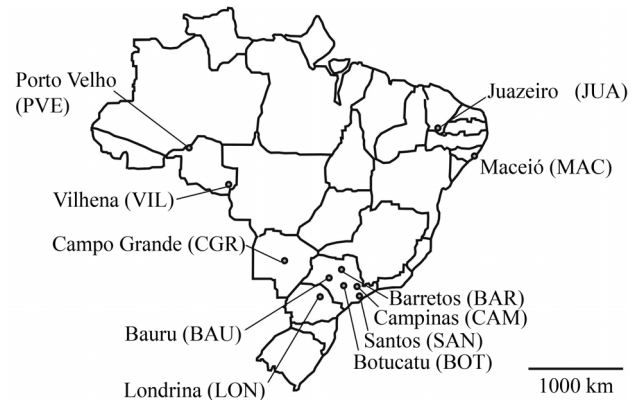 Porto Velho
(PVE)
Juazeiro (JUA)
Maceió (MAC)
Vilhena (VIL)
Campo Grande (CGR)
Barretos (BAR)
Campinas (CAM)
Bauru (BAU)
Santos (SAN)
Botucatu (BOT)
Londrina (LON)
1000 km